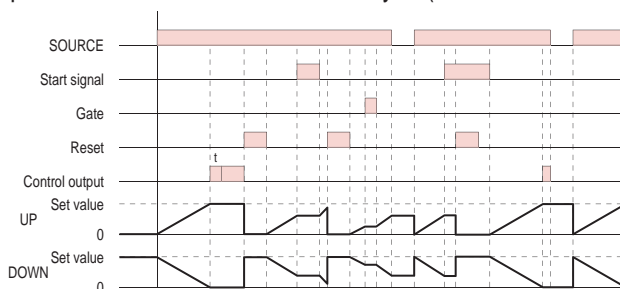 SOURCE
Start signal
Gate
Reset
t
Control output
Set value
UP
0
Set value
DOWN
0